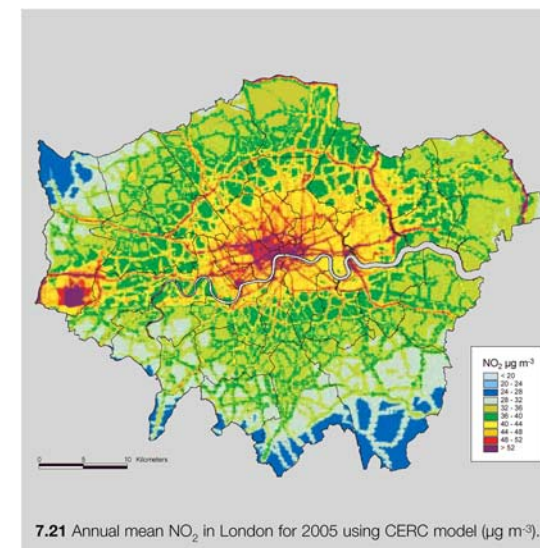 NO₂ µg m⁻³
< 20
20 - 24
24 - 28
28 - 32
32 - 36
36 - 40
40 - 44
44 - 48
48 - 52
> 52
0 5 10 Kilometers
7.21 Annual mean NO₂ in London for 2005 using CERC model (µg m⁻³).